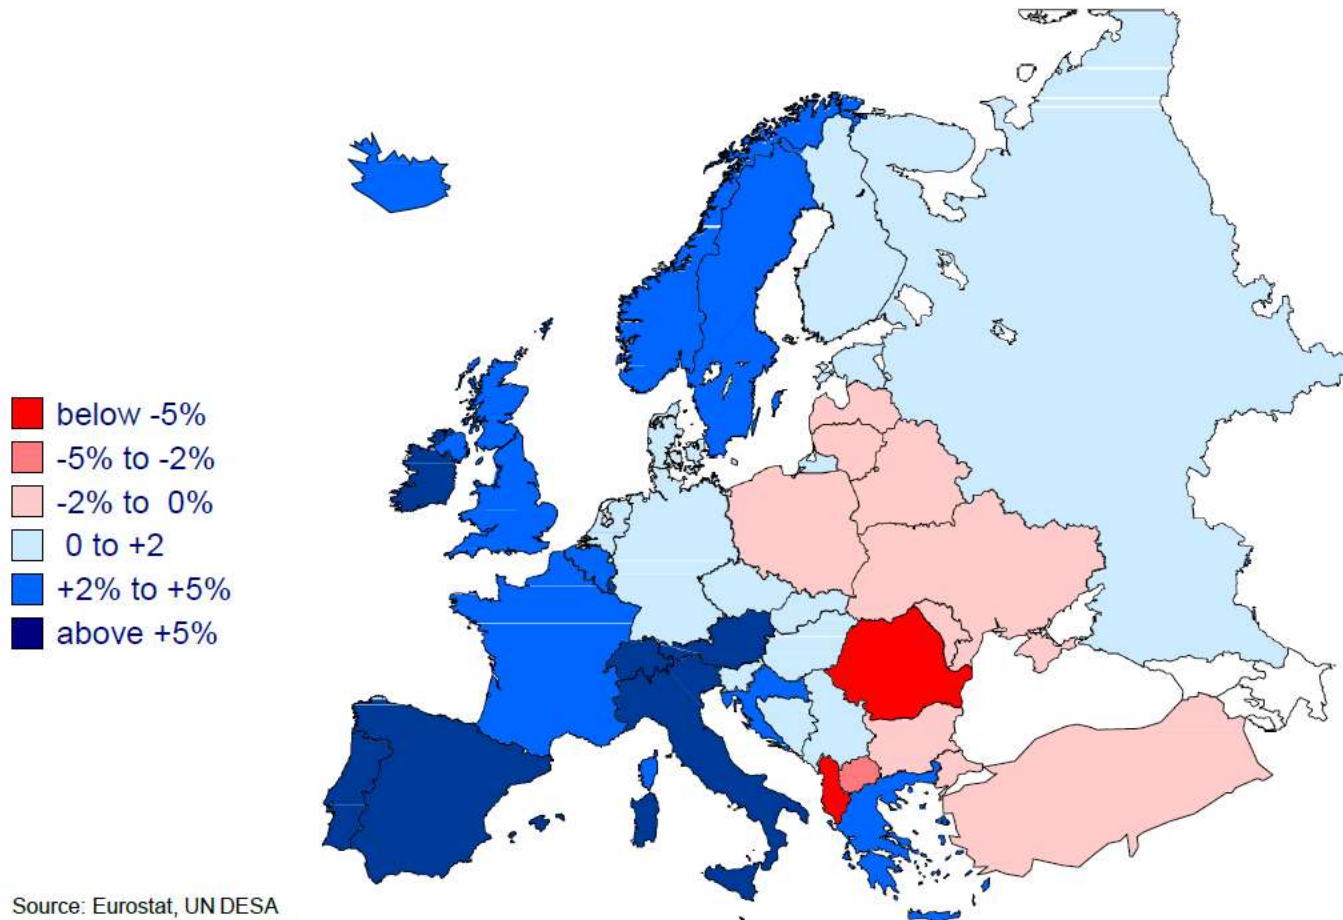 below -5%
-5% to -2%
-2% to 0%
0 to +2
+2% to +5%
above +5%
Source: Eurostat, UN DESA